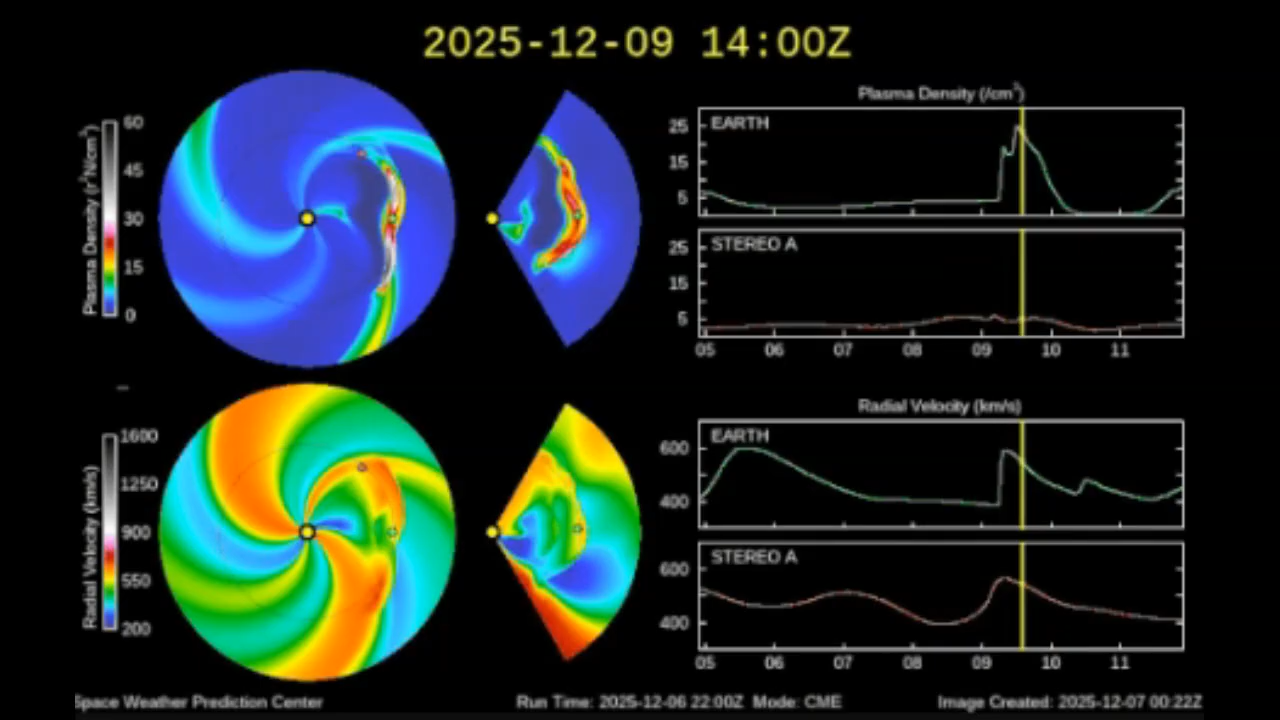 2025-12-09 14:00Z
Plasma Density (r²N/cm³)
60
45
30
15
0
Plasma Density (/cm³)
EARTH
25
15
5
STEREO A
25
15
5
05 06 07 08 09 10 11
Radial Velocity (km/s)
1600
1250
900
550
200
Radial Velocity (km/s)
EARTH
600
400
STEREO A
600
400
05 06 07 08 09 10 11
Space Weather Prediction Center Run Time: 2025-12-06 22:00Z Mode: CME Image Created: 2025-12-07 00:22Z